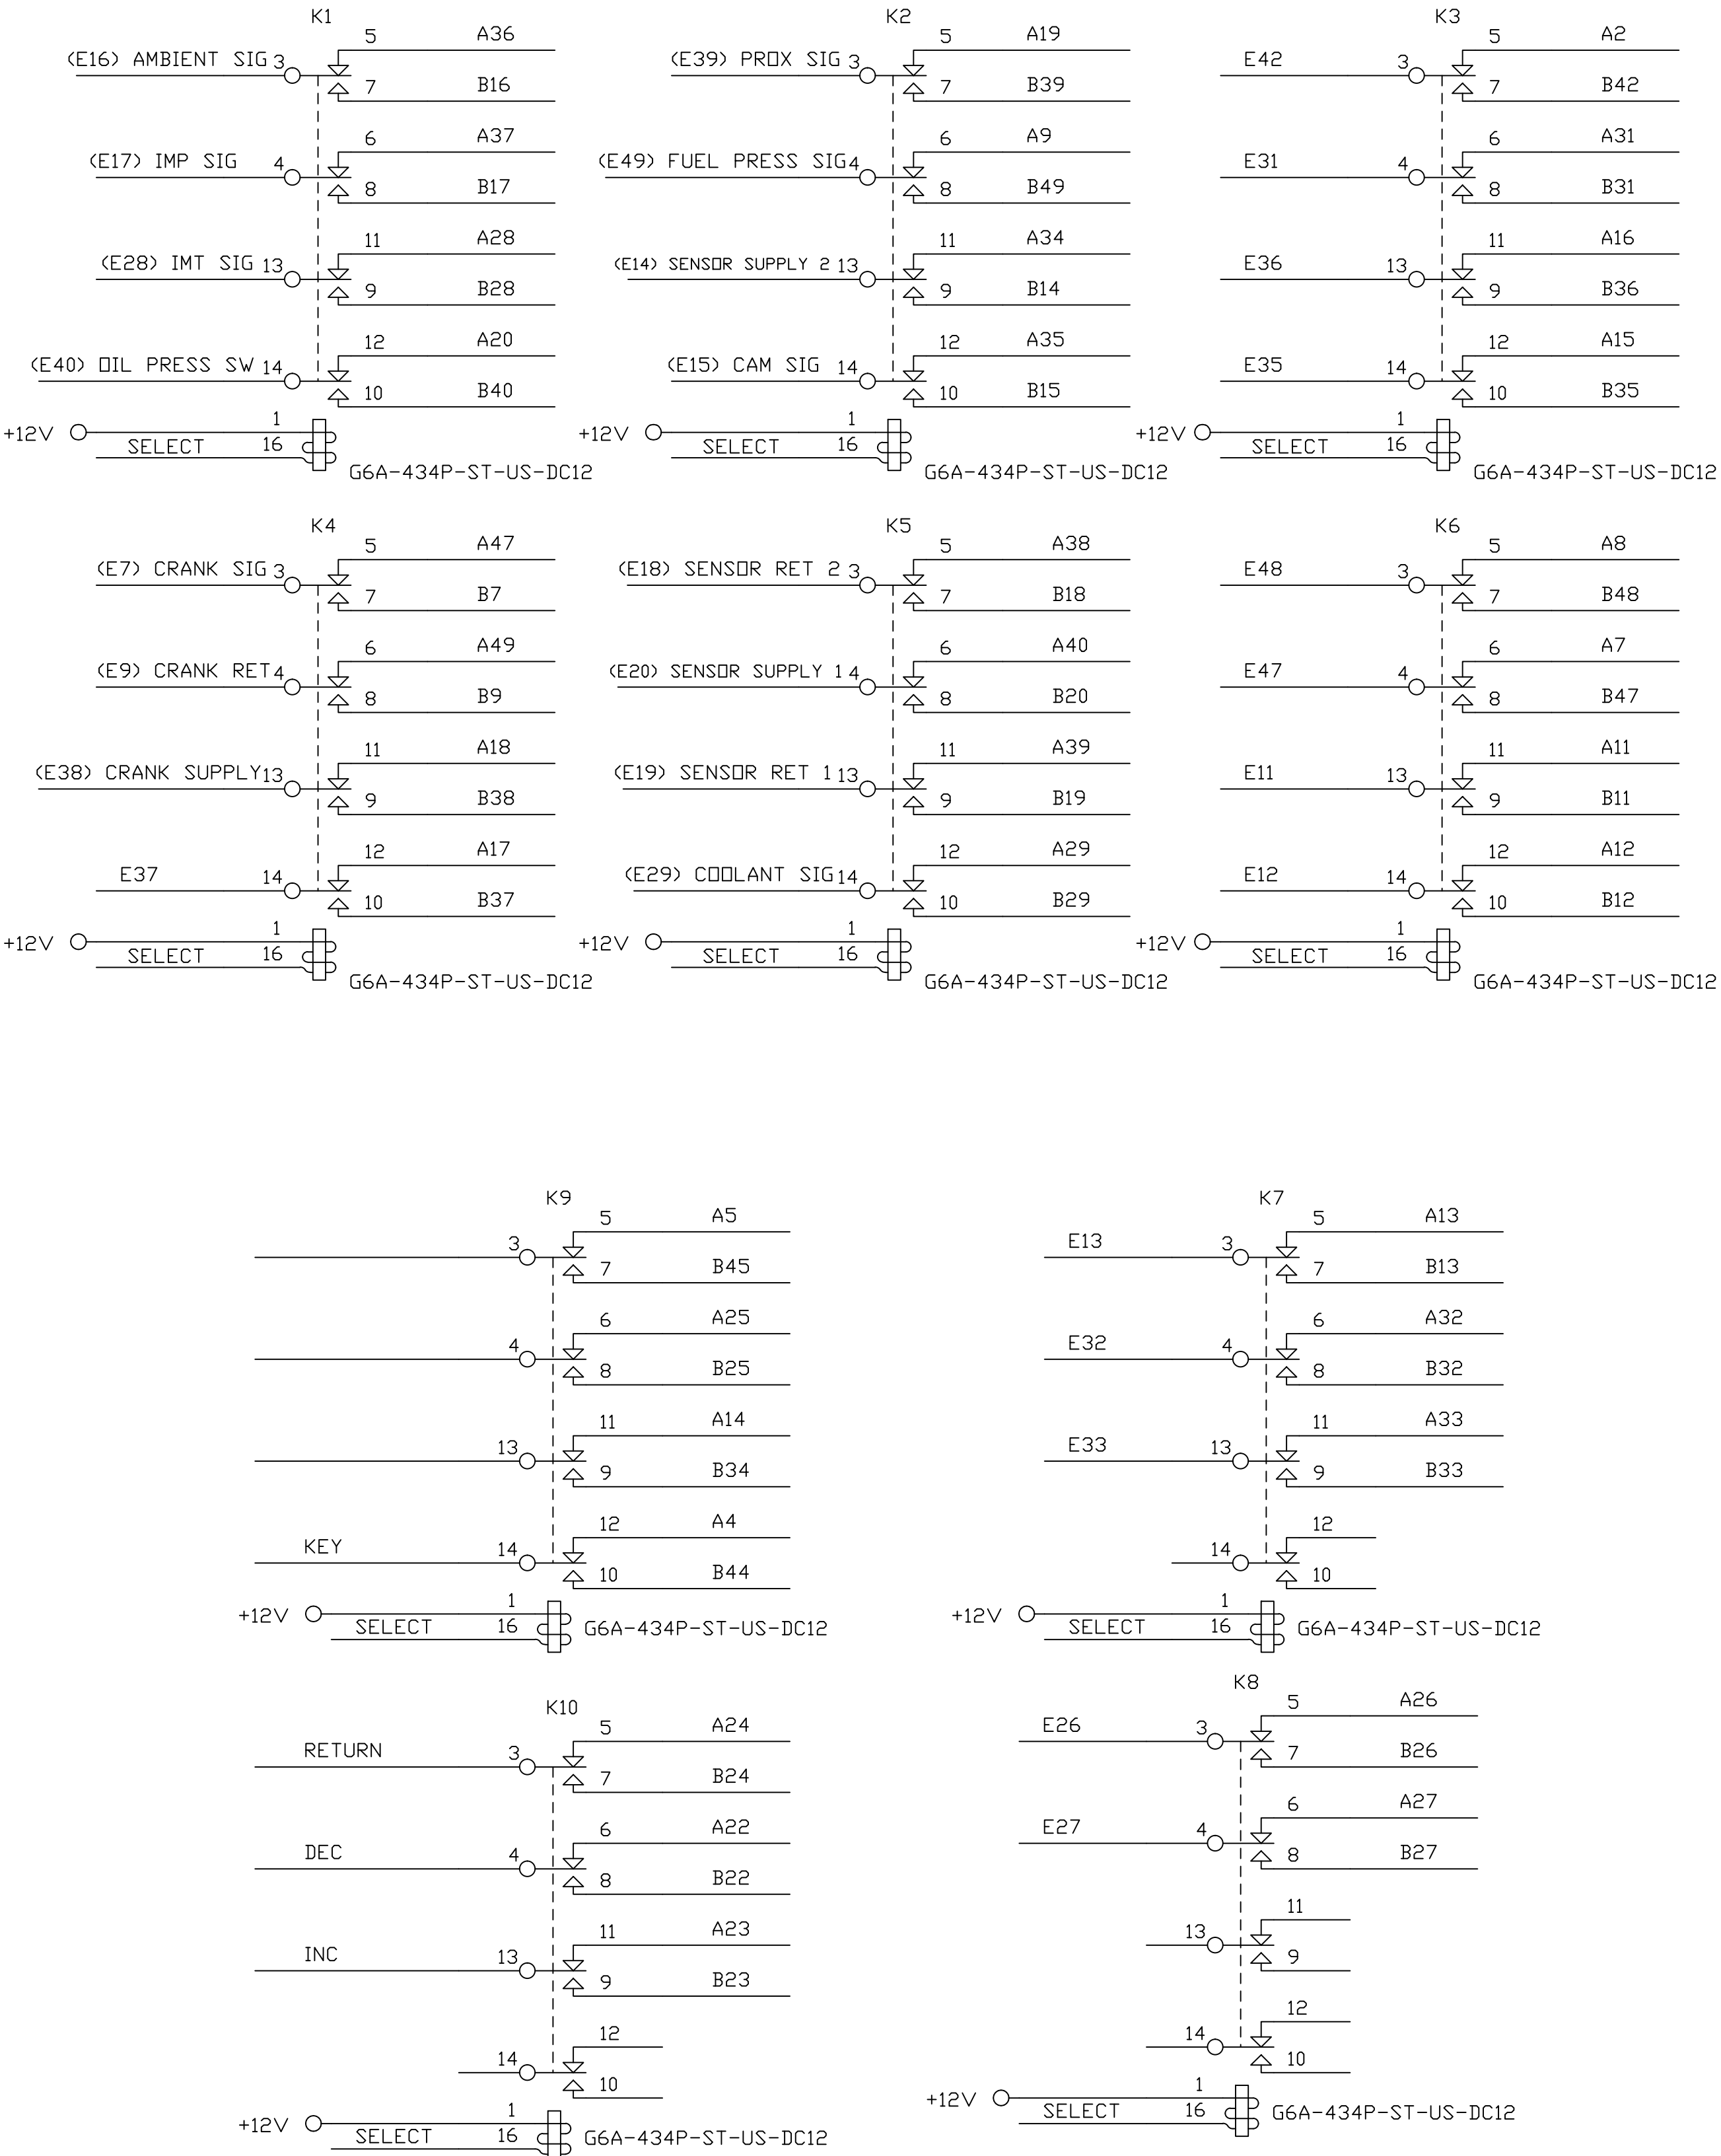 K1
5 A36
(E16) AMBIENT SIG 3
7 B16
6 A37
(E17) IMP SIG 4
8 B17
11 A28
(E28) IMT SIG 13
9 B28
12 A20
(E40) OIL PRESS SW 14
10 B40
1
+12V
SELECT 16
G6A-434P-ST-US-DC12
K2
5 A19
(E39) PROX SIG 3
7 B39
6 A9
(E49) FUEL PRESS SIG 4
8 B49
11 A34
(E14) SENSOR SUPPLY 2 13
9 B14
12 A35
(E15) CAM SIG 14
10 B15
1
+12V
SELECT 16
G6A-434P-ST-US-DC12
K3
5 A2
E42 3
7 B42
6 A31
E31 4
8 B31
11 A16
E36 13
9 B36
12 A15
E35 14
10 B35
1
+12V
SELECT 16
G6A-434P-ST-US-DC12
K4
5 A47
(E7) CRANK SIG 3
7 B7
6 A49
(E9) CRANK RET 4
8 B9
11 A18
(E38) CRANK SUPPLY 13
9 B38
12 A17
E37 14
10 B37
1
+12V
SELECT 16
G6A-434P-ST-US-DC12
K5
5 A38
(E18) SENSOR RET 2 3
7 B18
6 A40
(E20) SENSOR SUPPLY 1 4
8 B20
11 A39
(E19) SENSOR RET 1 13
9 B19
12 A29
(E29) COOLANT SIG 14
10 B29
1
+12V
SELECT 16
G6A-434P-ST-US-DC12
K6
5 A8
E48 3
7 B48
6 A7
E47 4
8 B47
11 A11
E11 13
9 B11
12 A12
E12 14
10 B12
1
+12V
SELECT 16
G6A-434P-ST-US-DC12
K9
5 A5
3
7 B45
6 A25
4
8 B25
11 A14
13
9 B34
12 A4
KEY 14
10 B44
1
+12V
SELECT 16
G6A-434P-ST-US-DC12
K7
5 A13
E13 3
7 B13
6 A32
E32 4
8 B32
11 A33
E33 13
9 B33
12
14
10
1
+12V
SELECT 16
G6A-434P-ST-US-DC12
K10
5 A24
RETURN 3
7 B24
6 A22
DEC 4
8 B22
11 A23
INC 13
9 B23
12
14
10
1
+12V
SELECT 16
G6A-434P-ST-US-DC12
K8
5 A26
E26 3
7 B26
6 A27
E27 4
8 B27
11
13
9
12
14
10
1
+12V
SELECT 16
G6A-434P-ST-US-DC12